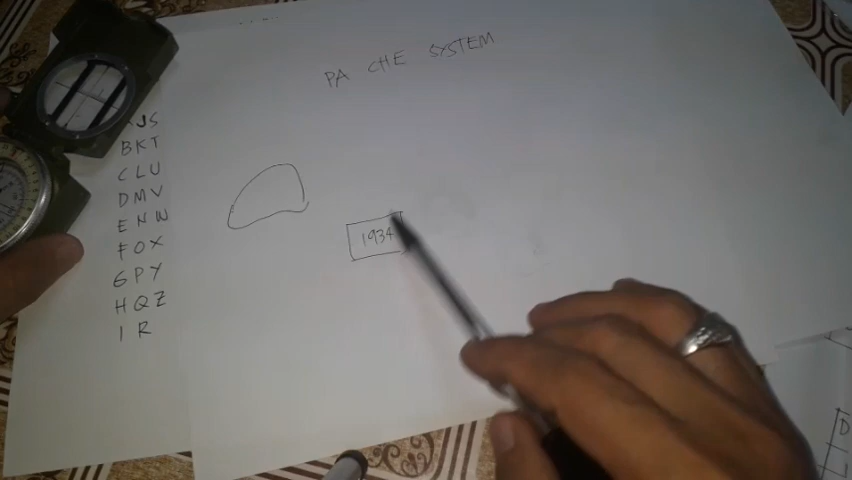 PA CHE SYSTEM
JS
BKT
CLU
DMV
ENW
FOX
GPY
HQZ
IR
1934
D
L